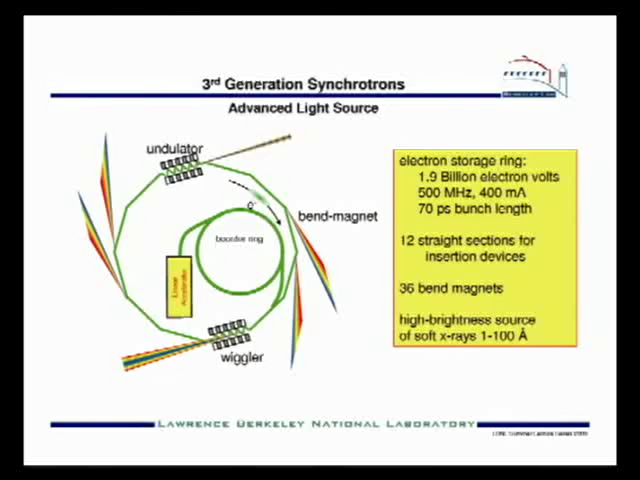 3rd Generation Synchrotrons
Advanced Light Source
undulator
e-
bend-magnet
booster ring
Linear
Accelerator
wiggler
electron storage ring:
1.9 Billion electron volts
500 MHz, 400 mA
70 ps bunch length
12 straight sections for
insertion devices
36 bend magnets
high-brightness source
of soft x-rays 1-100 Å
LAWRENCE BERKELEY NATIONAL LABORATORY